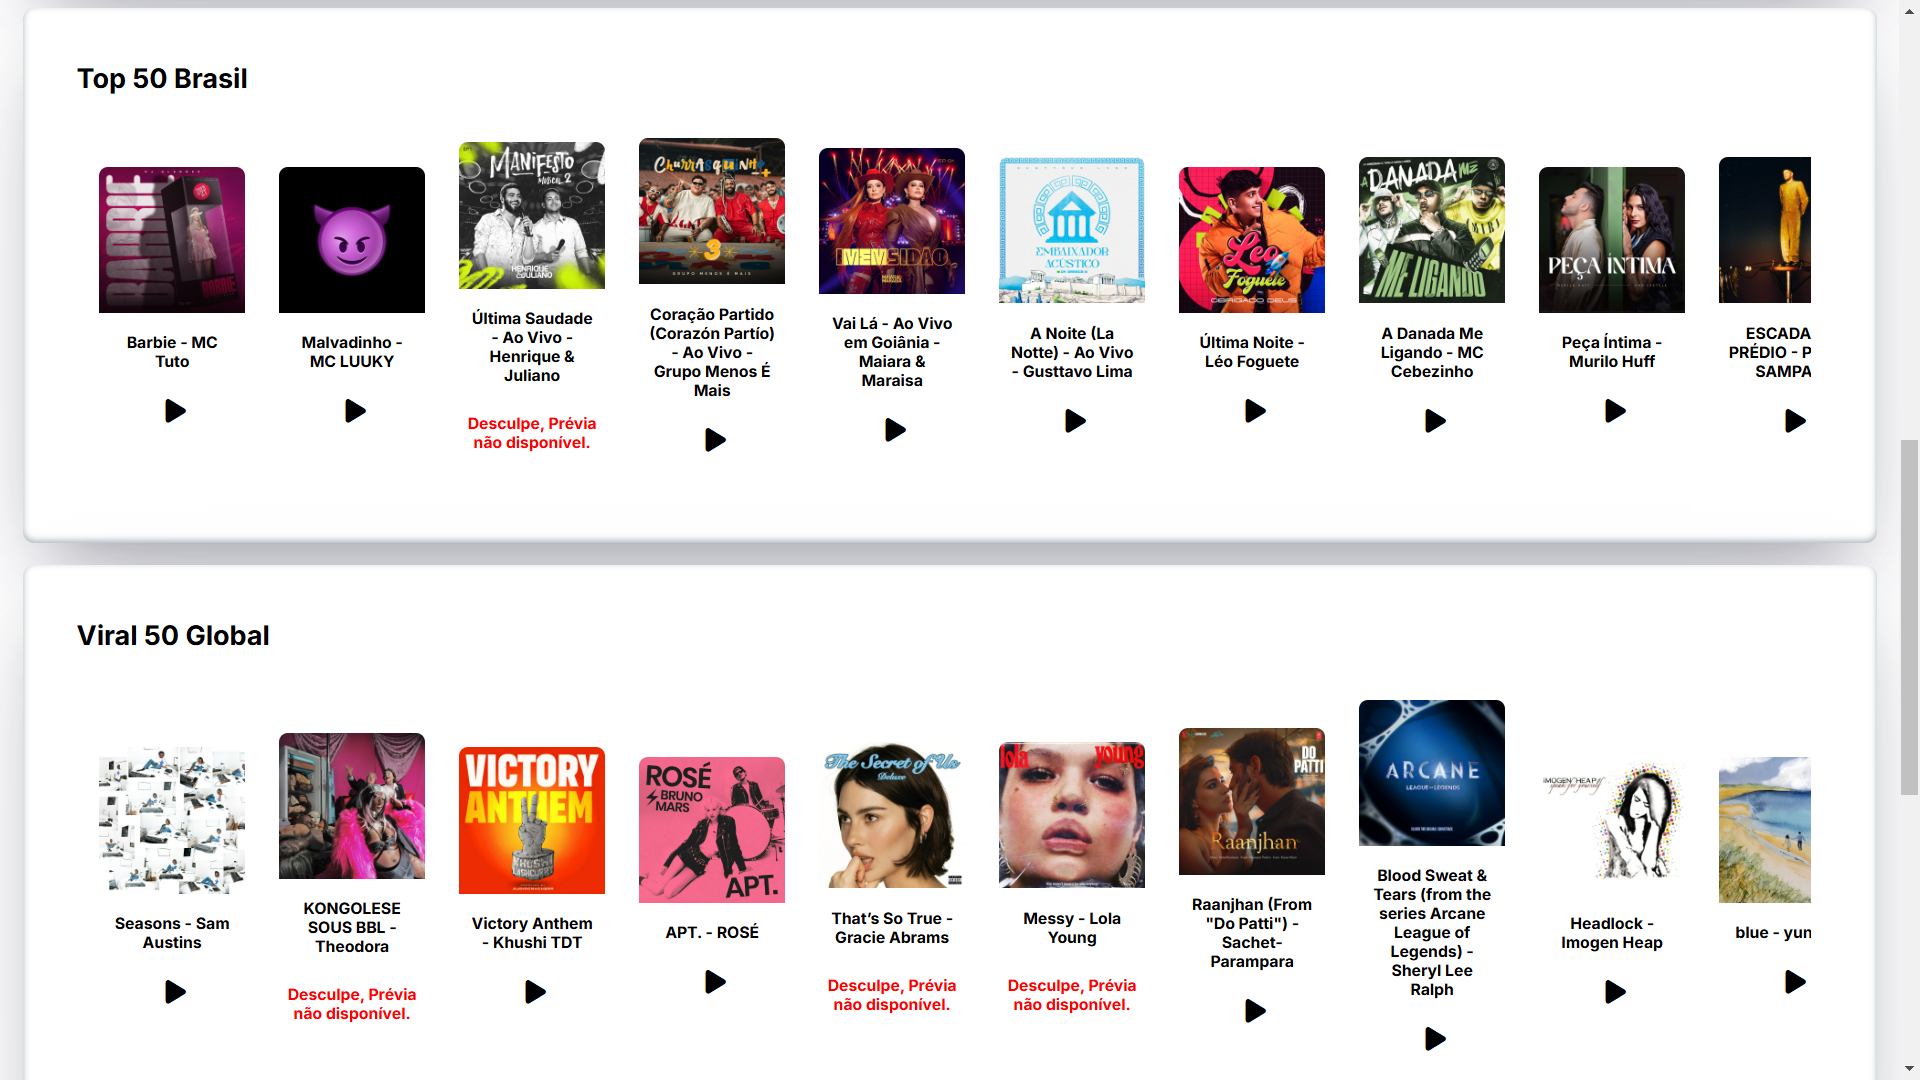 Top 50 Brasil
BARBIE
BARBIE
MANIFESTO
MUSICAL 2
HENRIQUE
& JULIANO
Churrasquinho
3
GRUPO MENOS É MAIS
IMENSIDÃO
EMBAIXADOR
ACÚSTICO
Léo
Foguete
OBRIGADO DEUS
A DANADA ME
ME LIGANDO
PEÇA ÍNTIMA
Barbie - MC
Tuto
Malvadinho -
MC LUUKY
Última Saudade
- Ao Vivo -
Henrique &
Juliano
Coração Partido
(Corazón Partío)
- Ao Vivo -
Grupo Menos É
Mais
Vai Lá - Ao Vivo
em Goiânia -
Maiara &
Maraisa
A Noite (La
Notte) - Ao Vivo
- Gusttavo Lima
Última Noite -
Léo Foguete
A Danada Me
Ligando - MC
Cebezinho
Peça Íntima -
Murilo Huff
ESCADA
PRÉDIO - P
SAMPA
Desculpe, Prévia
não disponível.
Viral 50 Global
VICTORY
ANTHEM
ROSÉ
BRUNO
MARS
APT.
The Secret of Us
Deluxe
lola
young
DO
PATTI
Raanjhan
ARCANE
LEAGUE OF LEGENDS
IMOGEN HEAP
speak for yourself
Seasons - Sam
Austins
KONGOLESE
SOUS BBL -
Theodora
Desculpe, Prévia
não disponível.
Victory Anthem
- Khushi TDT
APT. - ROSÉ
That’s So True -
Gracie Abrams
Desculpe, Prévia
não disponível.
Messy - Lola
Young
Desculpe, Prévia
não disponível.
Raanjhan (From
"Do Patti") -
Sachet-
Parampara
Blood Sweat &
Tears (from the
series Arcane
League of
Legends) -
Sheryl Lee
Ralph
Headlock -
Imogen Heap
blue - yun